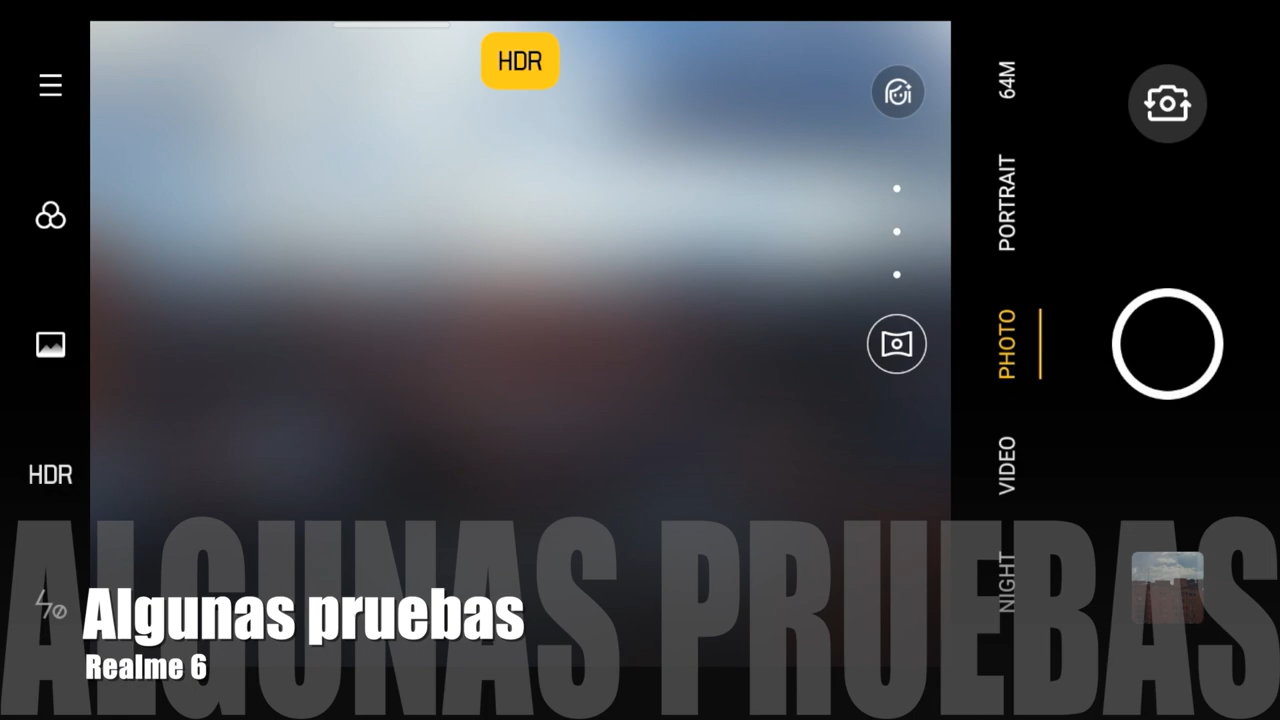 HDR
64M
PORTRAIT
PHOTO
VIDEO
NIGHT
HDR
ALGUNAS PRUEBAS
Algunas pruebas
Realme 6